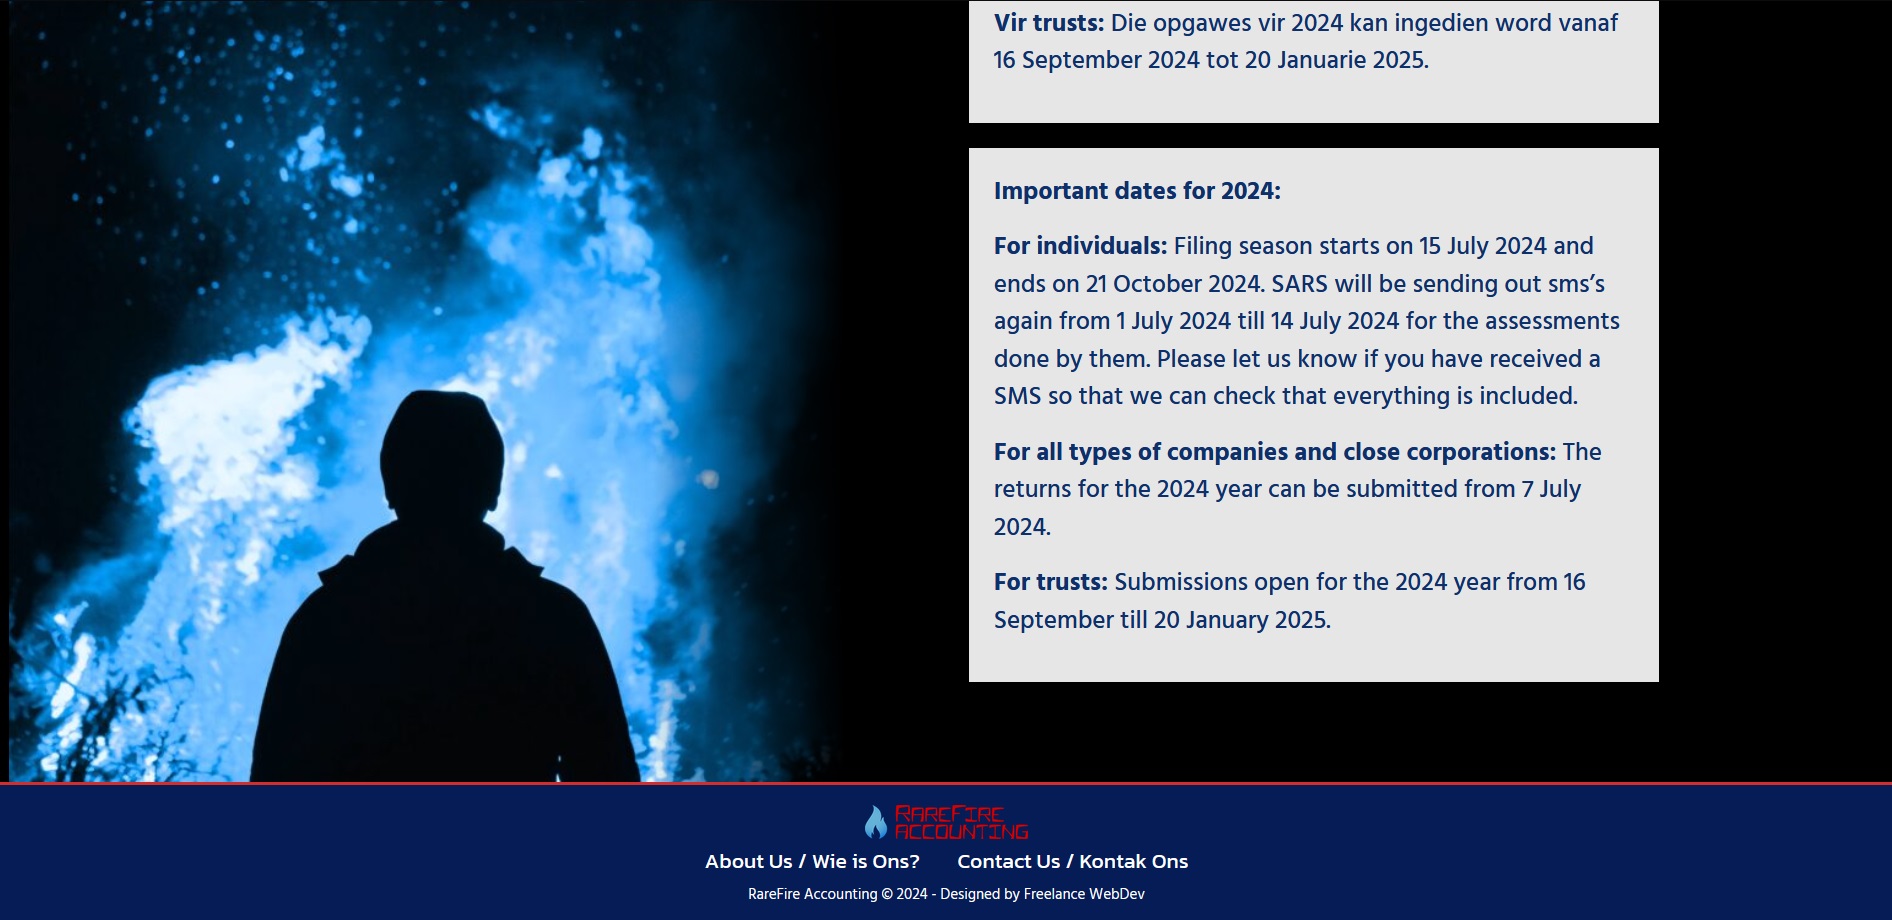 Vir trusts: Die opgawes vir 2024 kan ingedien word vanaf
16 September 2024 tot 20 Januarie 2025.
Important dates for 2024:
For individuals: Filing season starts on 15 July 2024 and
ends on 21 October 2024. SARS will be sending out sms’s
again from 1 July 2024 till 14 July 2024 for the assessments
done by them. Please let us know if you have received a
SMS so that we can check that everything is included.
For all types of companies and close corporations: The
returns for the 2024 year can be submitted from 7 July
2024.
For trusts: Submissions open for the 2024 year from 16
September till 20 January 2025.
RAREFIRE
ACCOUNTING
About Us / Wie is Ons? Contact Us / Kontak Ons
RareFire Accounting © 2024 - Designed by Freelance WebDev